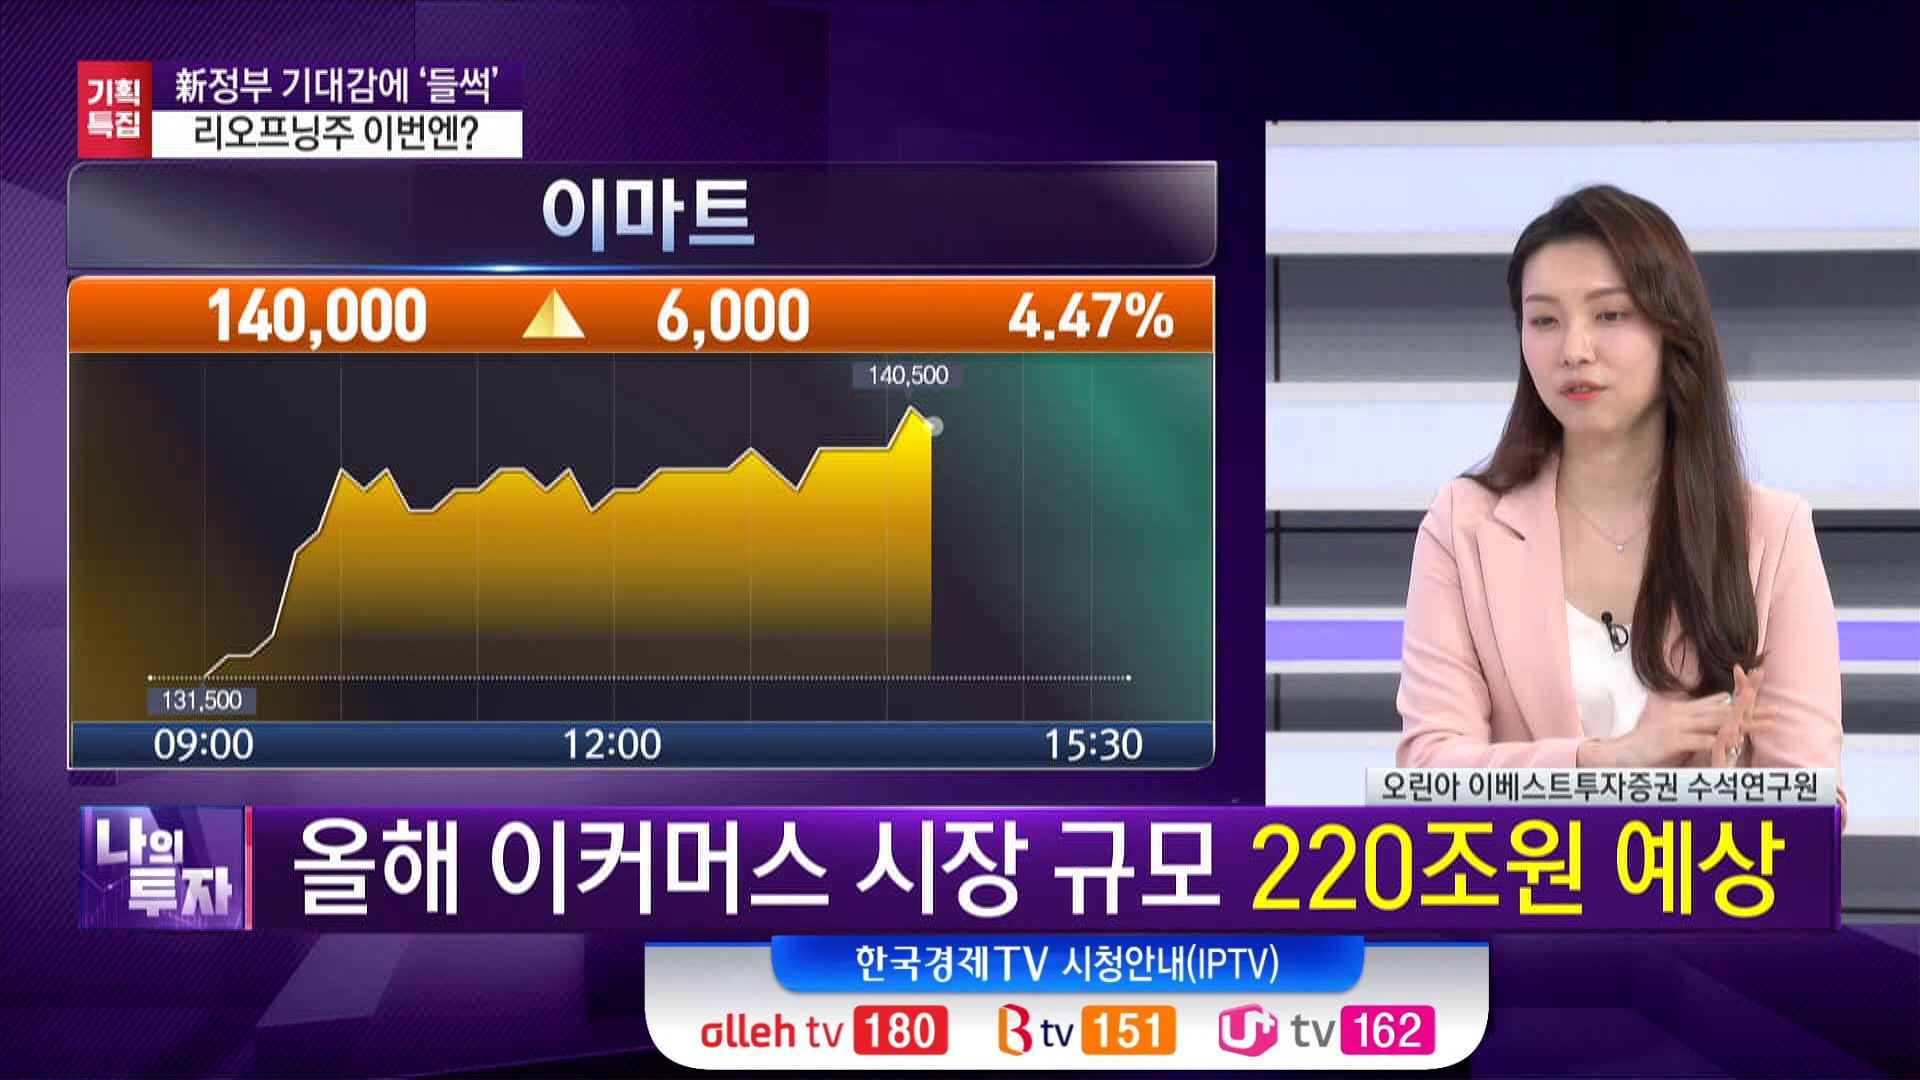 기획
특집
新정부 기대감에 ‘들썩’
리오프닝주 이번엔?
이마트
140,000 ▲ 6,000 4.47%
140,500
131,500
09:00 12:00 15:30
오린아 이베스트투자증권 수석연구원
나의
투자
올해 이커머스 시장 규모 220조원 예상
한국경제TV 시청안내(IPTV)
olleh tv 180 B tv 151 U+ tv 162